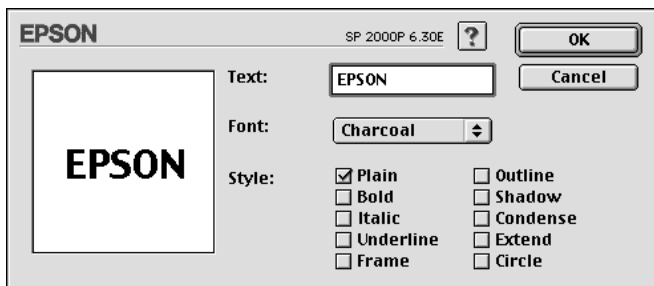 EPSON
SP 2000P 6.30E ?
OK
Cancel
Text: EPSON
Font: Charcoal
EPSON
Style:
Plain Outline
Bold Shadow
Italic Condense
Underline Extend
Frame Circle